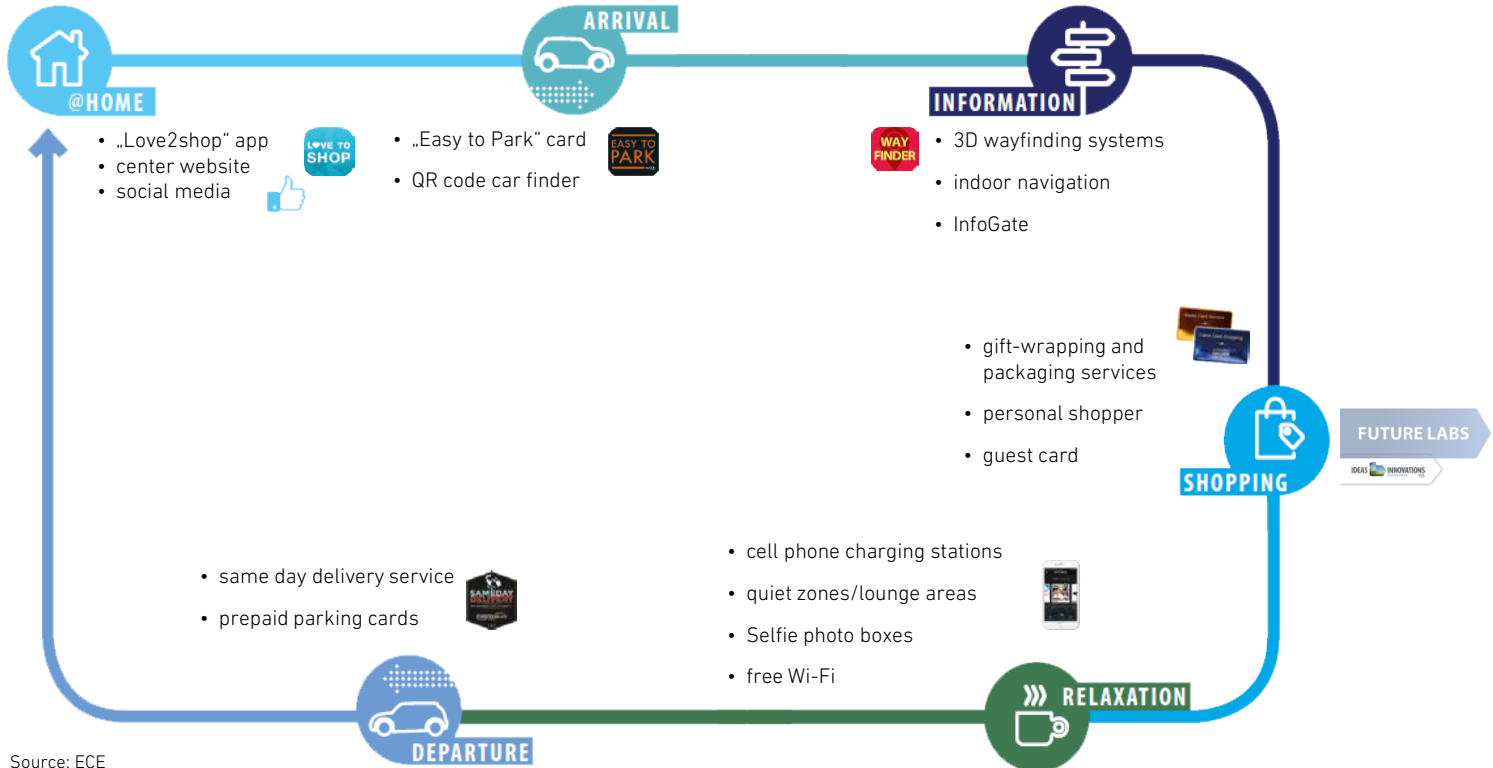 ARRIVAL
@HOME
INFORMATION
• „Love2shop“ app
• center website
• social media
LOVE TO
SHOP
• „Easy to Park“ card
• QR code car finder
EASY TO
PARK
WAY
FINDER
• 3D wayfinding systems
• indoor navigation
• InfoGate
• gift-wrapping and
packaging services
• personal shopper
• guest card
SHOPPING
FUTURE LABS
IDEAS INNOVATIONS
• cell phone charging stations
• quiet zones/lounge areas
• Selfie photo boxes
• free Wi-Fi
• same day delivery service
• prepaid parking cards
SAMEDAY
DELIVERY
RELAXATION
DEPARTURE
Source: ECE